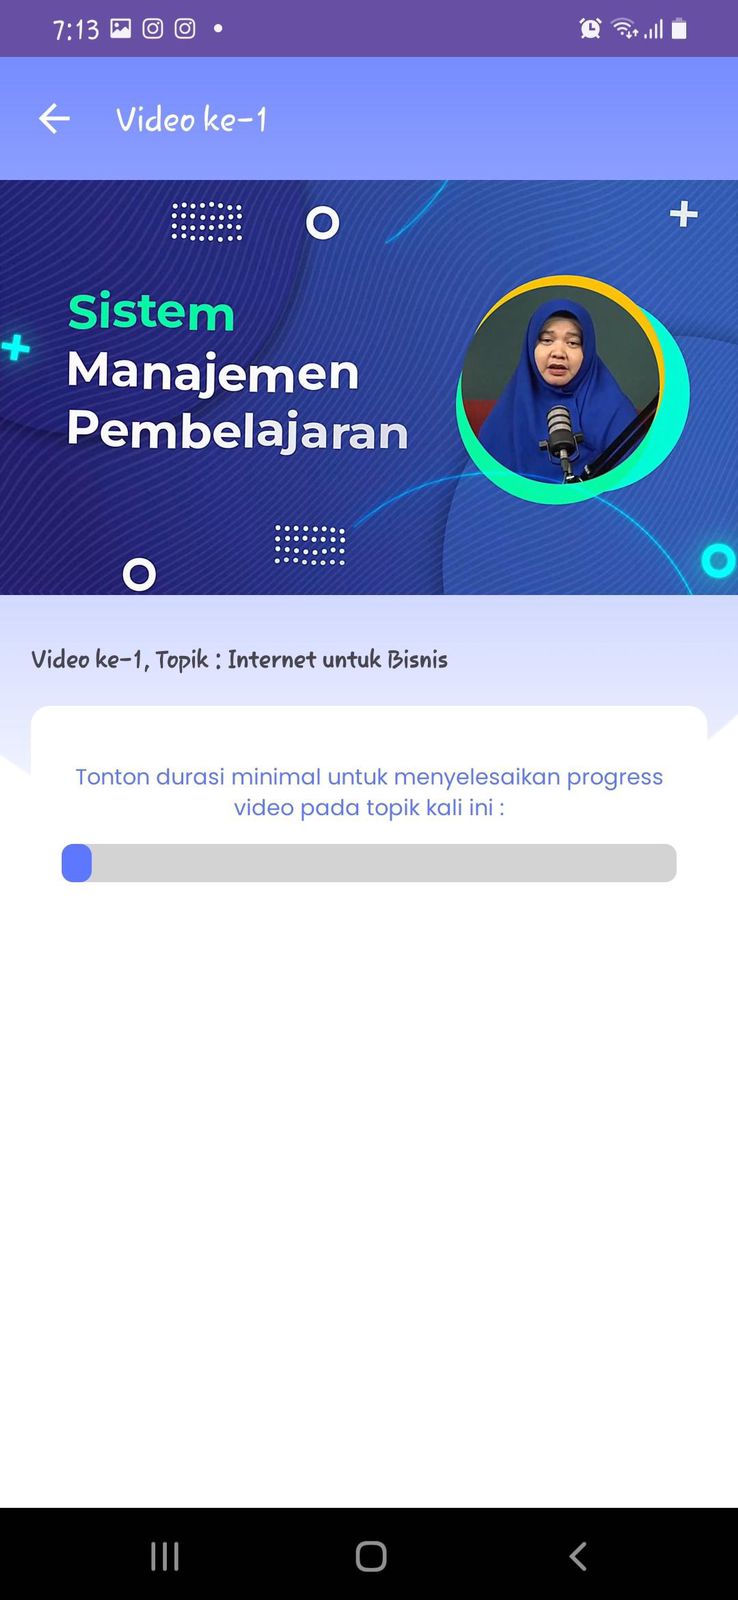 7:13
Video ke-1
Sistem
Manajemen
Pembelajaran
Video ke-1, Topik : Internet untuk Bisnis
Tonton durasi minimal untuk menyelesaikan progress
video pada topik kali ini :